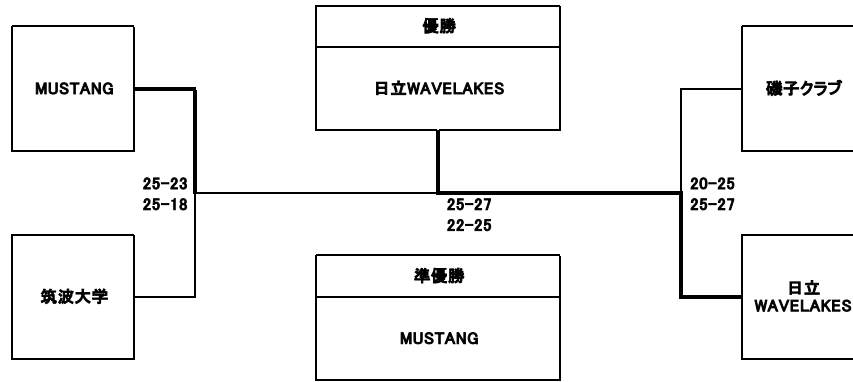 優勝
日立WAVELAKES
MUSTANG
磯子クラブ
25-23
25-18
20-25
25-27
25-27
22-25
筑波大学
準優勝
MUSTANG
日立
WAVELAKES